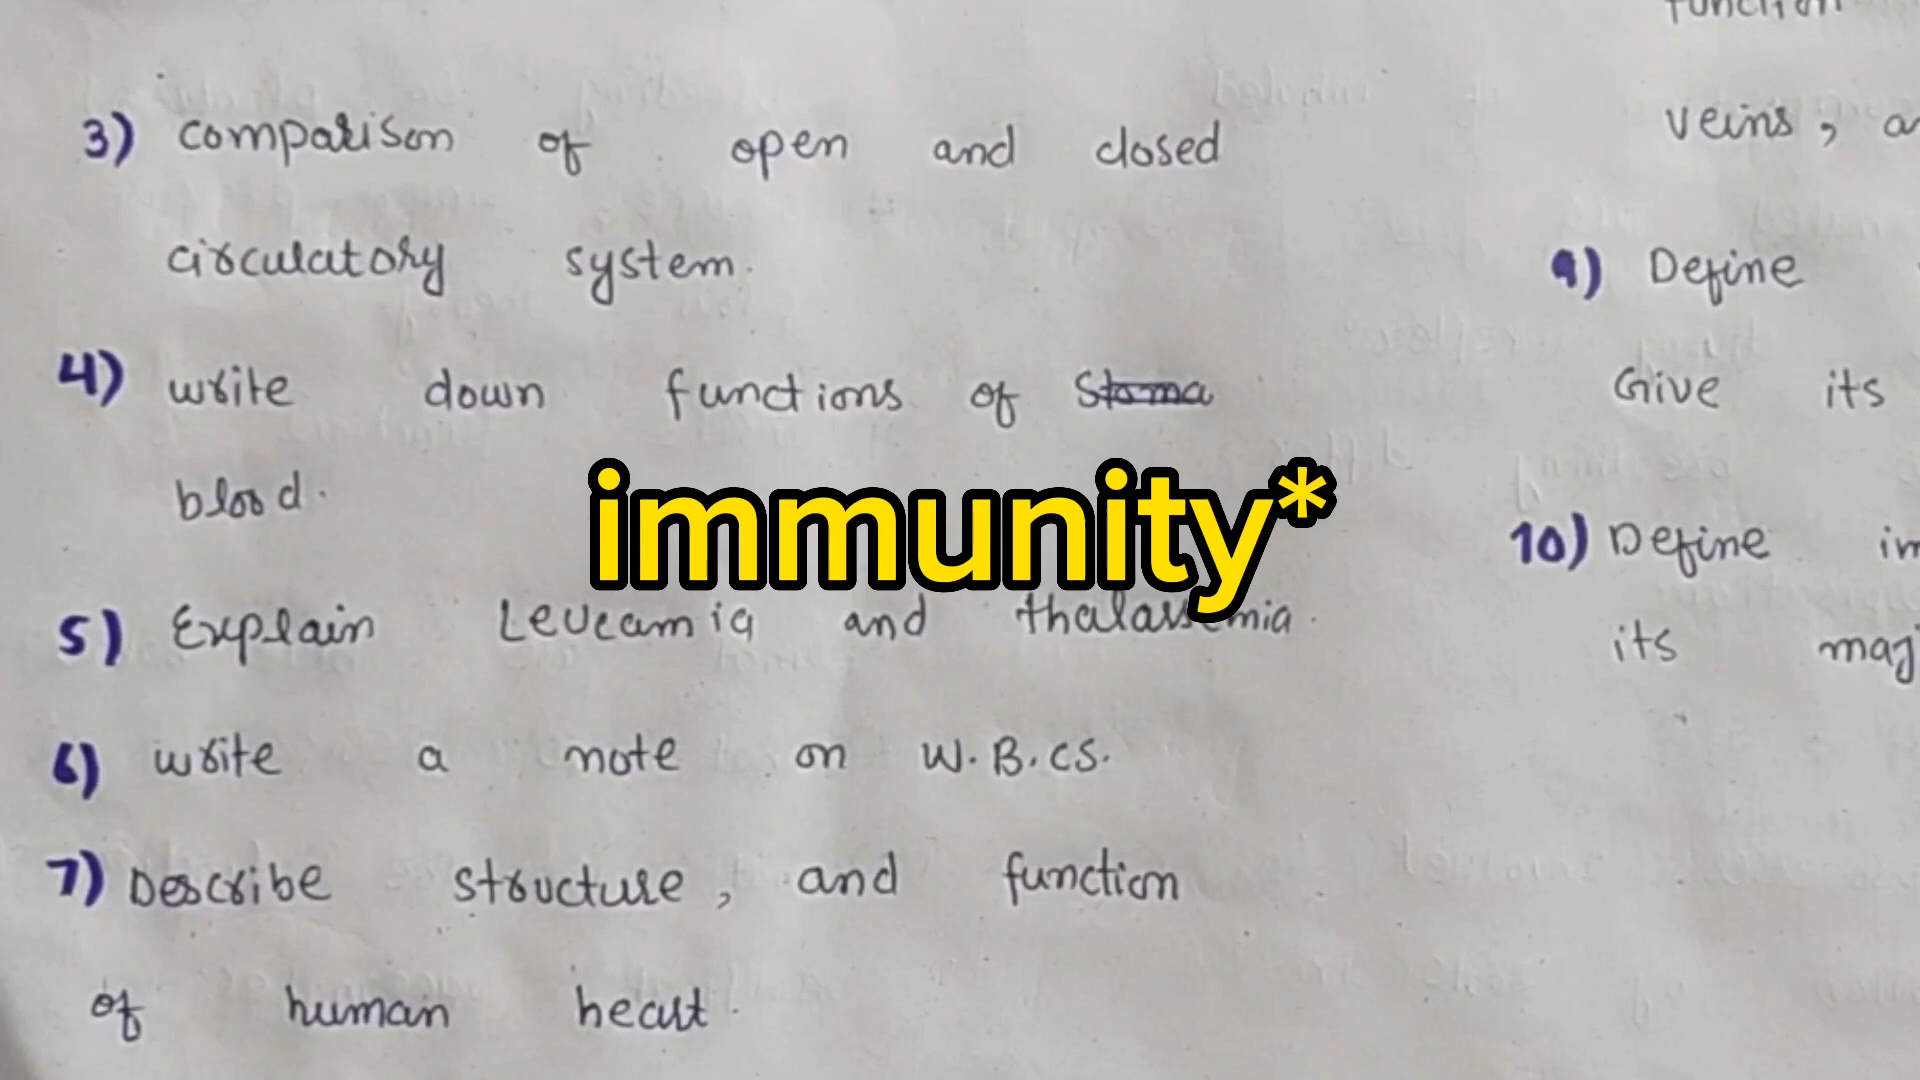 3) comparison of open and closed
circulatory system.
4) write down functions of
blood.
immunity*
5) Explain Leucamia and thalassemia.
6) write a note on W.B.CS.
7) Describe structure, and function
of human heart.
function
veins,
9) Define
Give its
10) Define
its